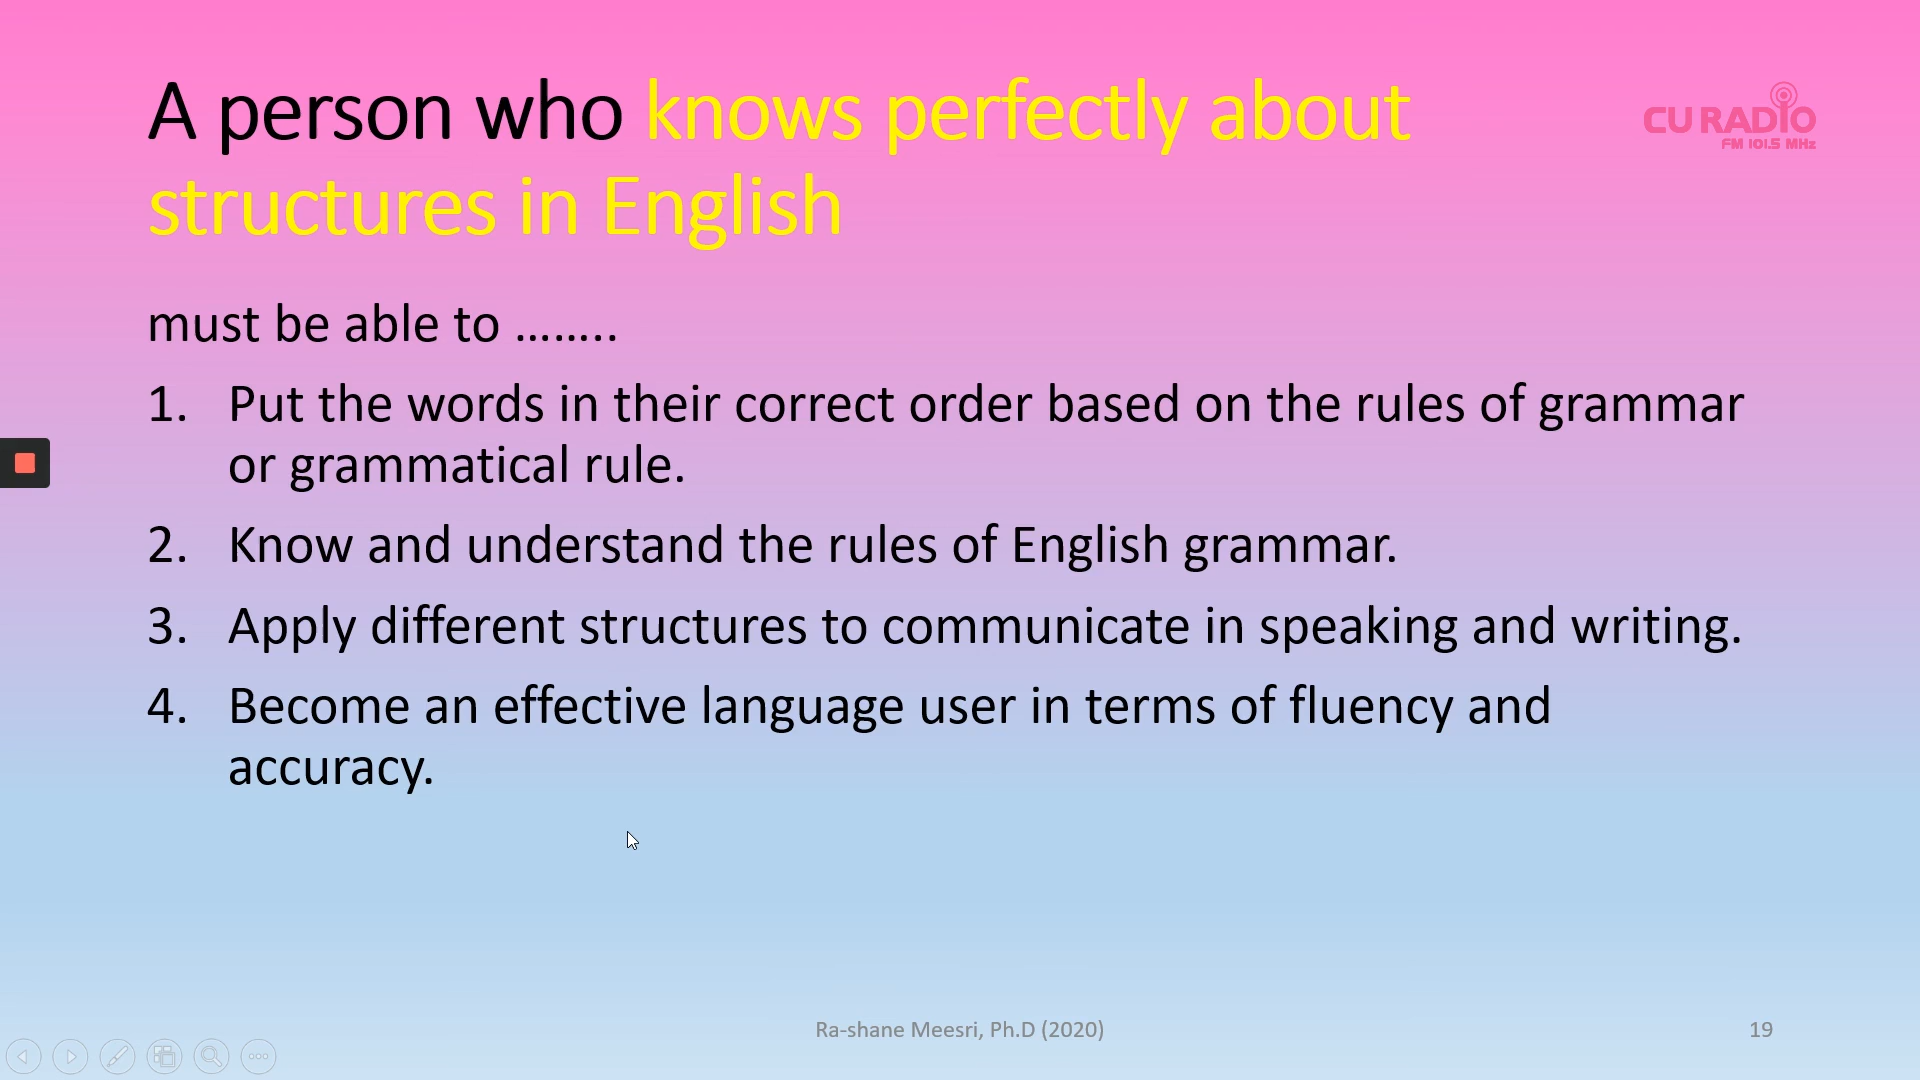 A person who knows perfectly about
structures in English
CU RADIO
FM 101.5 MHz
must be able to ……..
1. Put the words in their correct order based on the rules of grammar
or grammatical rule.
2. Know and understand the rules of English grammar.
3. Apply different structures to communicate in speaking and writing.
4. Become an effective language user in terms of fluency and
accuracy.
Ra-shane Meesri, Ph.D (2020)
19